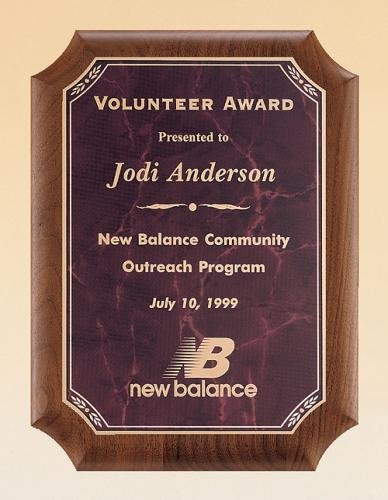 VOLUNTEER AWARD
Presented to
Jodi Anderson
New Balance Community
Outreach Program
July 10, 1999
NB
new balance